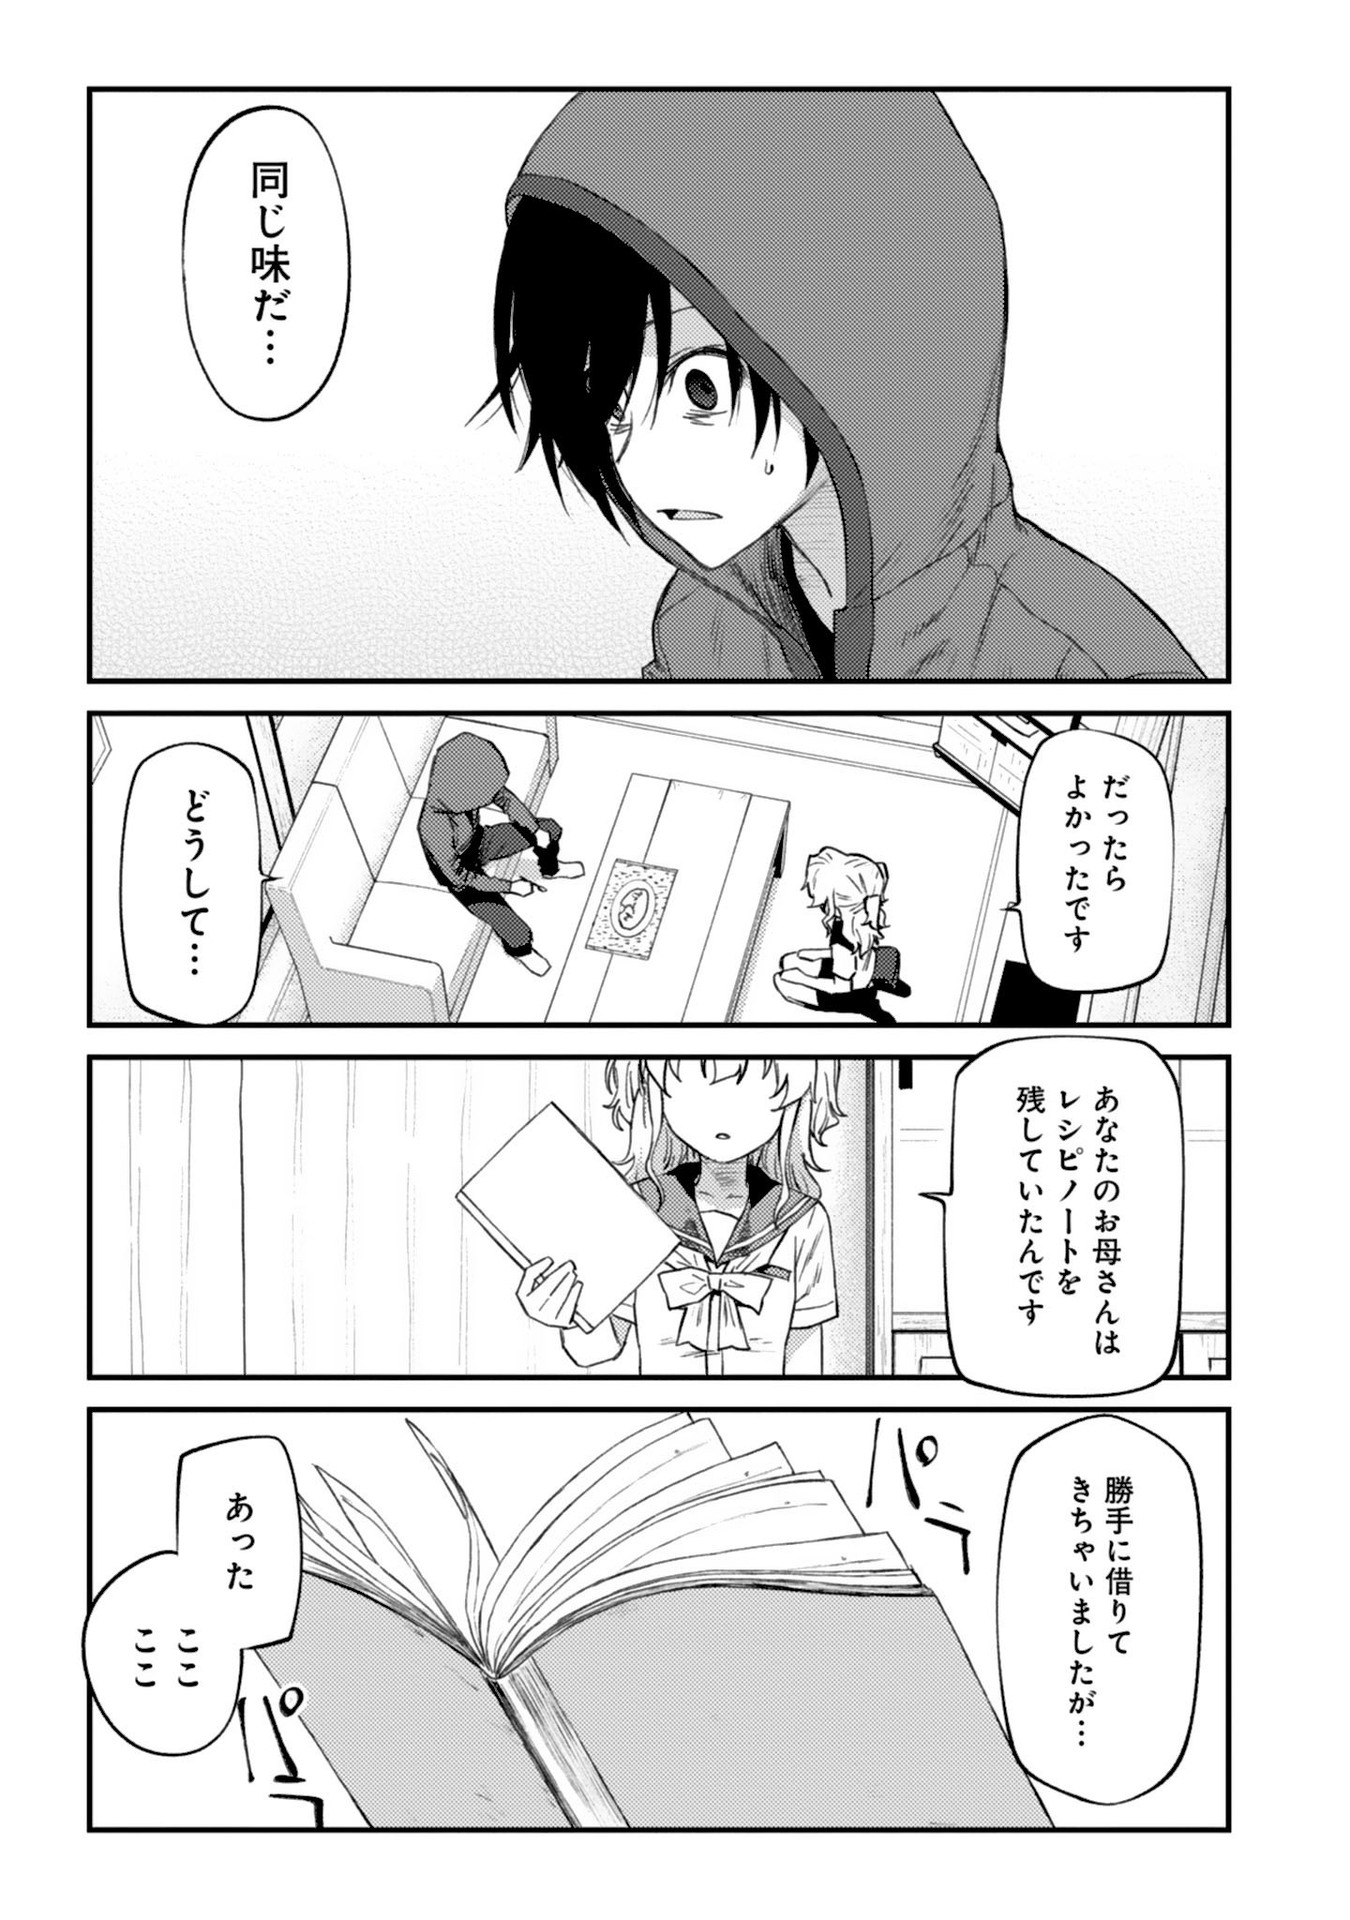 同じ味だ…
だったら
よかったです
どうして…
あなたのお母さんは
レシピノートを
残していたんです
勝手に借りて
きちゃいましたが…
パラ
あった
ここ
ここ
パラ